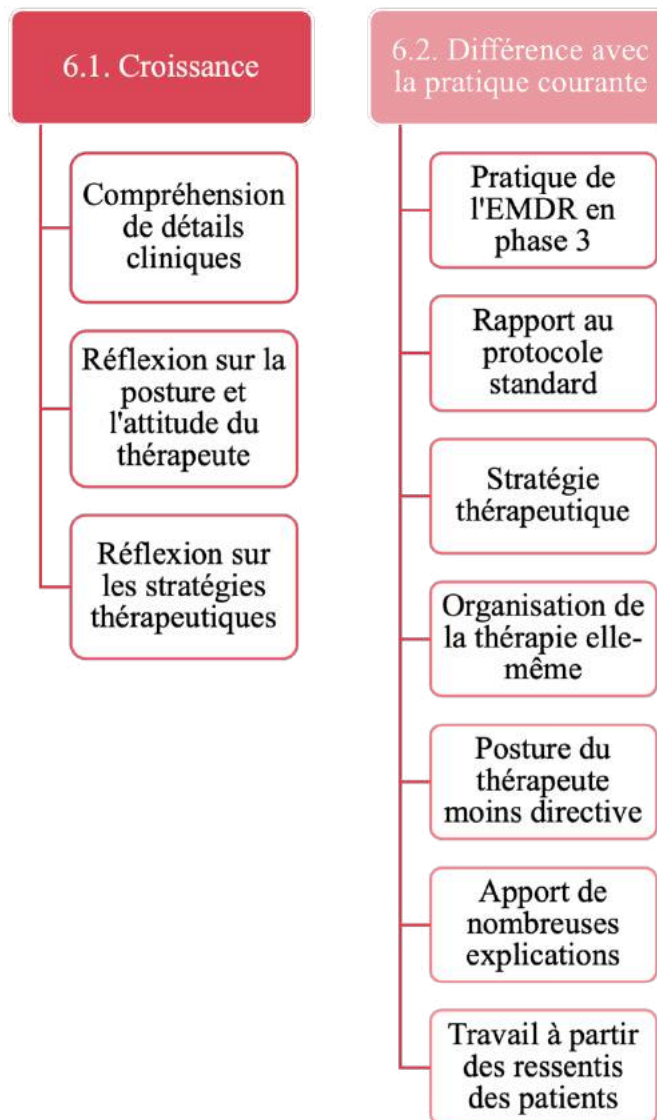 6.1. Croissance
Compréhension
de détails
cliniques
Réflexion sur la
posture et
l'attitude du
thérapeute
Réflexion sur
les stratégies
thérapeutiques
6.2. Différence avec
la pratique courante
Pratique de
l'EMDR en
phase 3
Rapport au
protocole
standard
Stratégie
thérapeutique
Organisation de
la thérapie elle-
même
Posture du
thérapeute
moins directive
Apport de
nombreuses
explications
Travail à partir
des ressentis
des patients